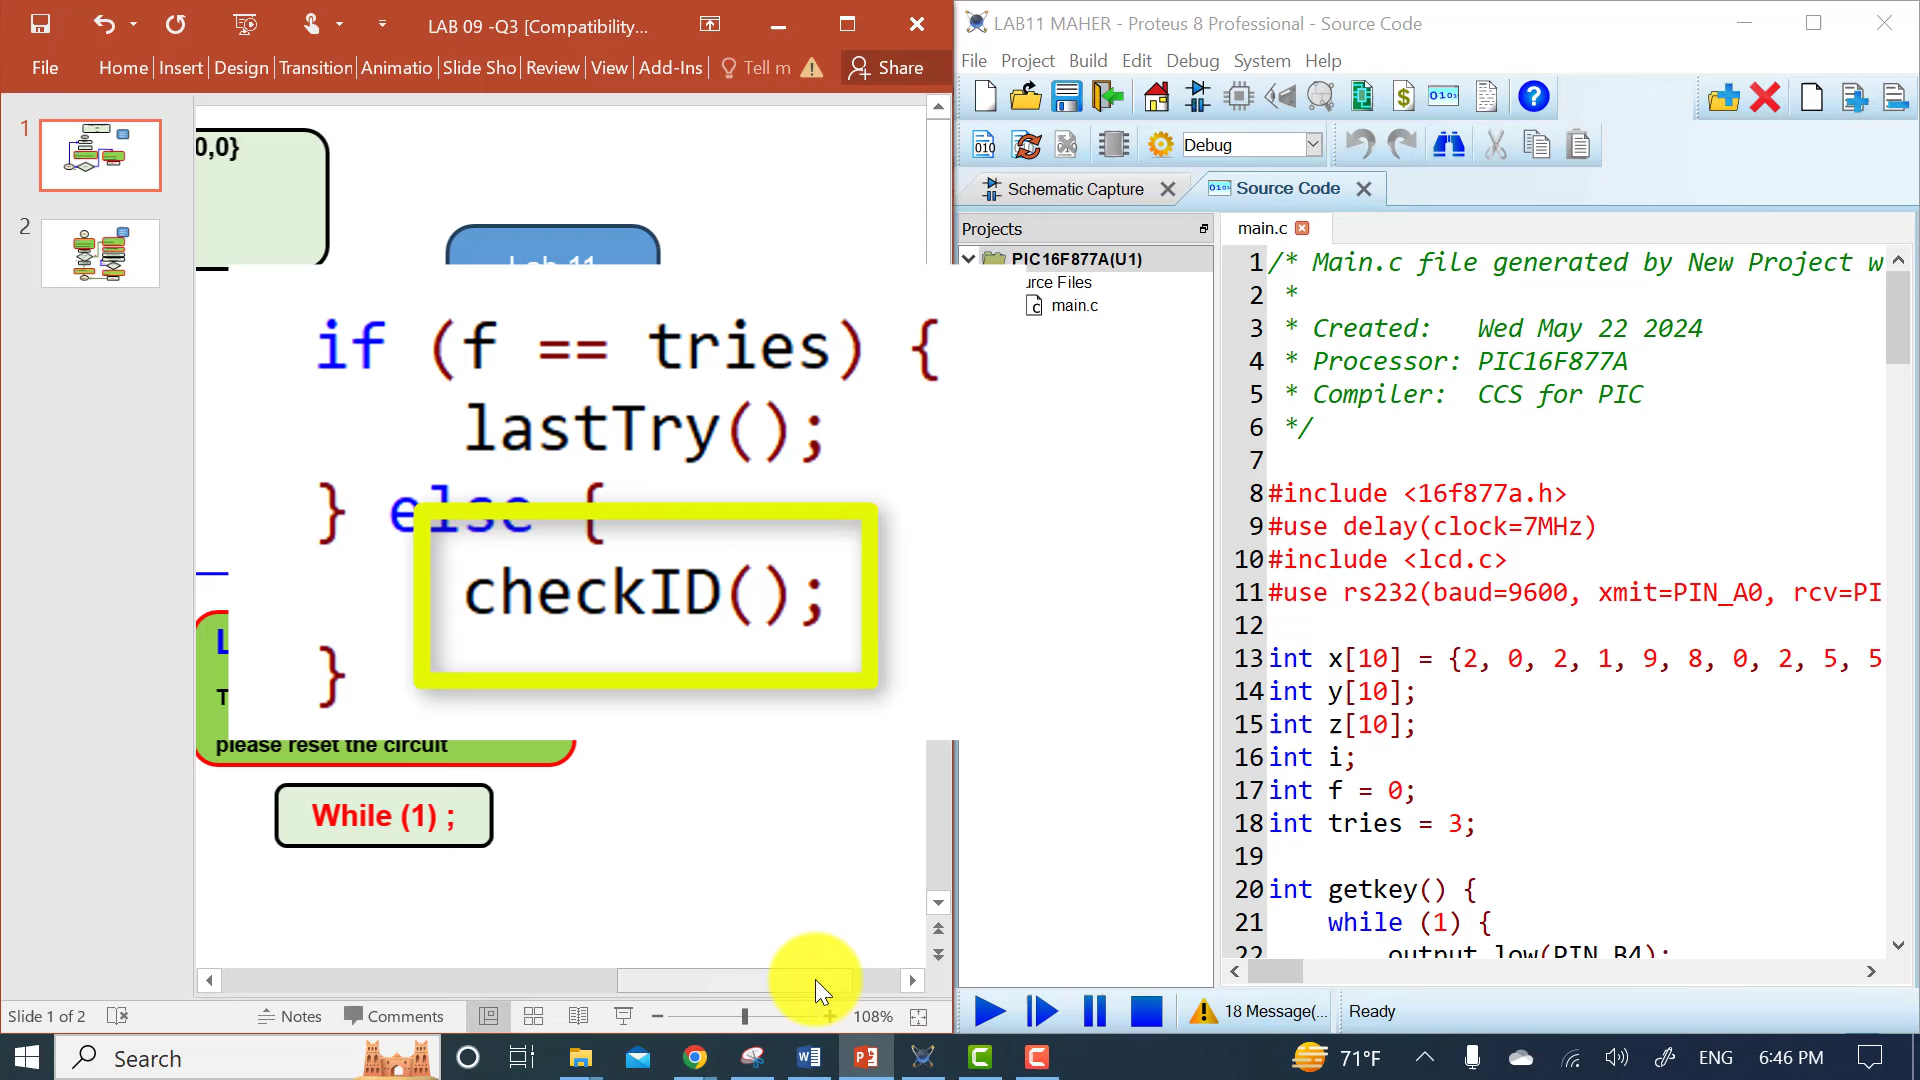 LAB 09 -Q3 [Compatibility...
File Home Insert Design Transition Animatio Slide Sho Review View Add-Ins Tell m Share
1
2
0,0}
Lab 11
if (f == tries) {
lastTry();
} else {
checkID();
}
L
T
please reset the circuit
While (1) ;
Slide 1 of 2 Notes Comments 108%
LAB11 MAHER - Proteus 8 Professional - Source Code
File Project Build Edit Debug System Help
Debug
Schematic Capture Source Code
Projects
PIC16F877A(U1)
urce Files
main.c
main.c
1 /* Main.c file generated by New Project w
2 *
3 * Created: Wed May 22 2024
4 * Processor: PIC16F877A
5 * Compiler: CCS for PIC
6 */
7
8 #include <16f877a.h>
9 #use delay(clock=7MHz)
10 #include <lcd.c>
11 #use rs232(baud=9600, xmit=PIN_A0, rcv=PI
12
13 int x[10] = {2, 0, 2, 1, 9, 8, 0, 2, 5, 5
14 int y[10];
15 int z[10];
16 int i;
17 int f = 0;
18 int tries = 3;
19
20 int getkey() {
21 while (1) {
22 output_low(PIN_B4);
18 Message(... Ready
Search 71°F ENG 6:46 PM